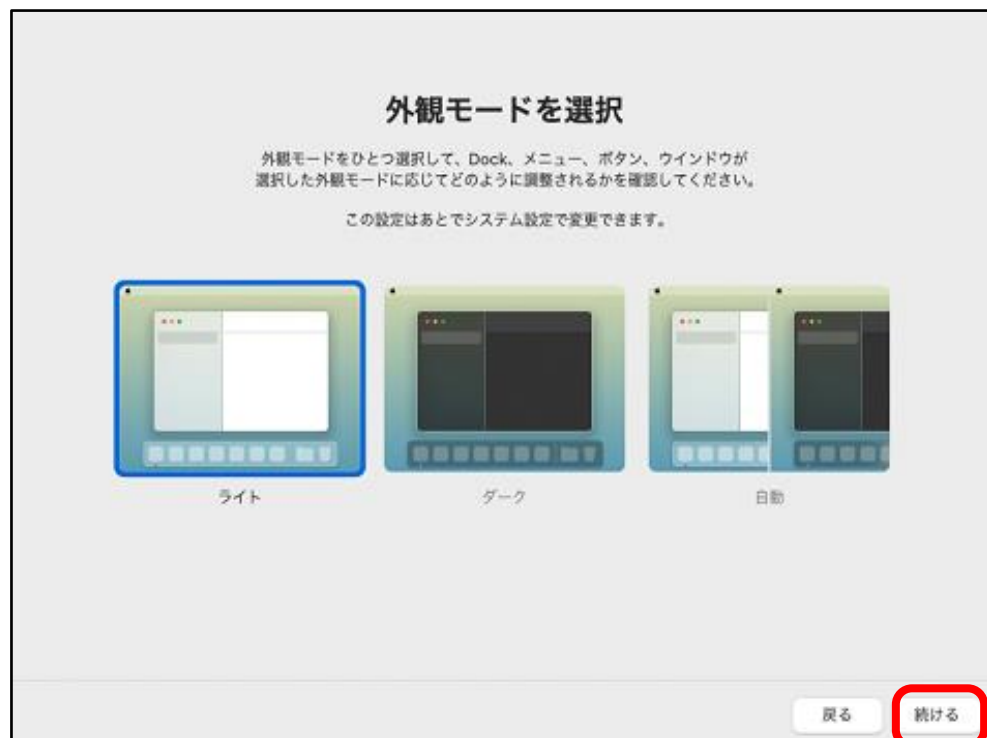 外観モードを選択
外観モードをひとつ選択して、Dock、メニュー、ボタン、ウインドウが
選択した外観モードに応じてどのように調整されるかを確認してください。
この設定はあとでシステム設定で変更できます。
ライト
ダーク
自動
戻る
続ける